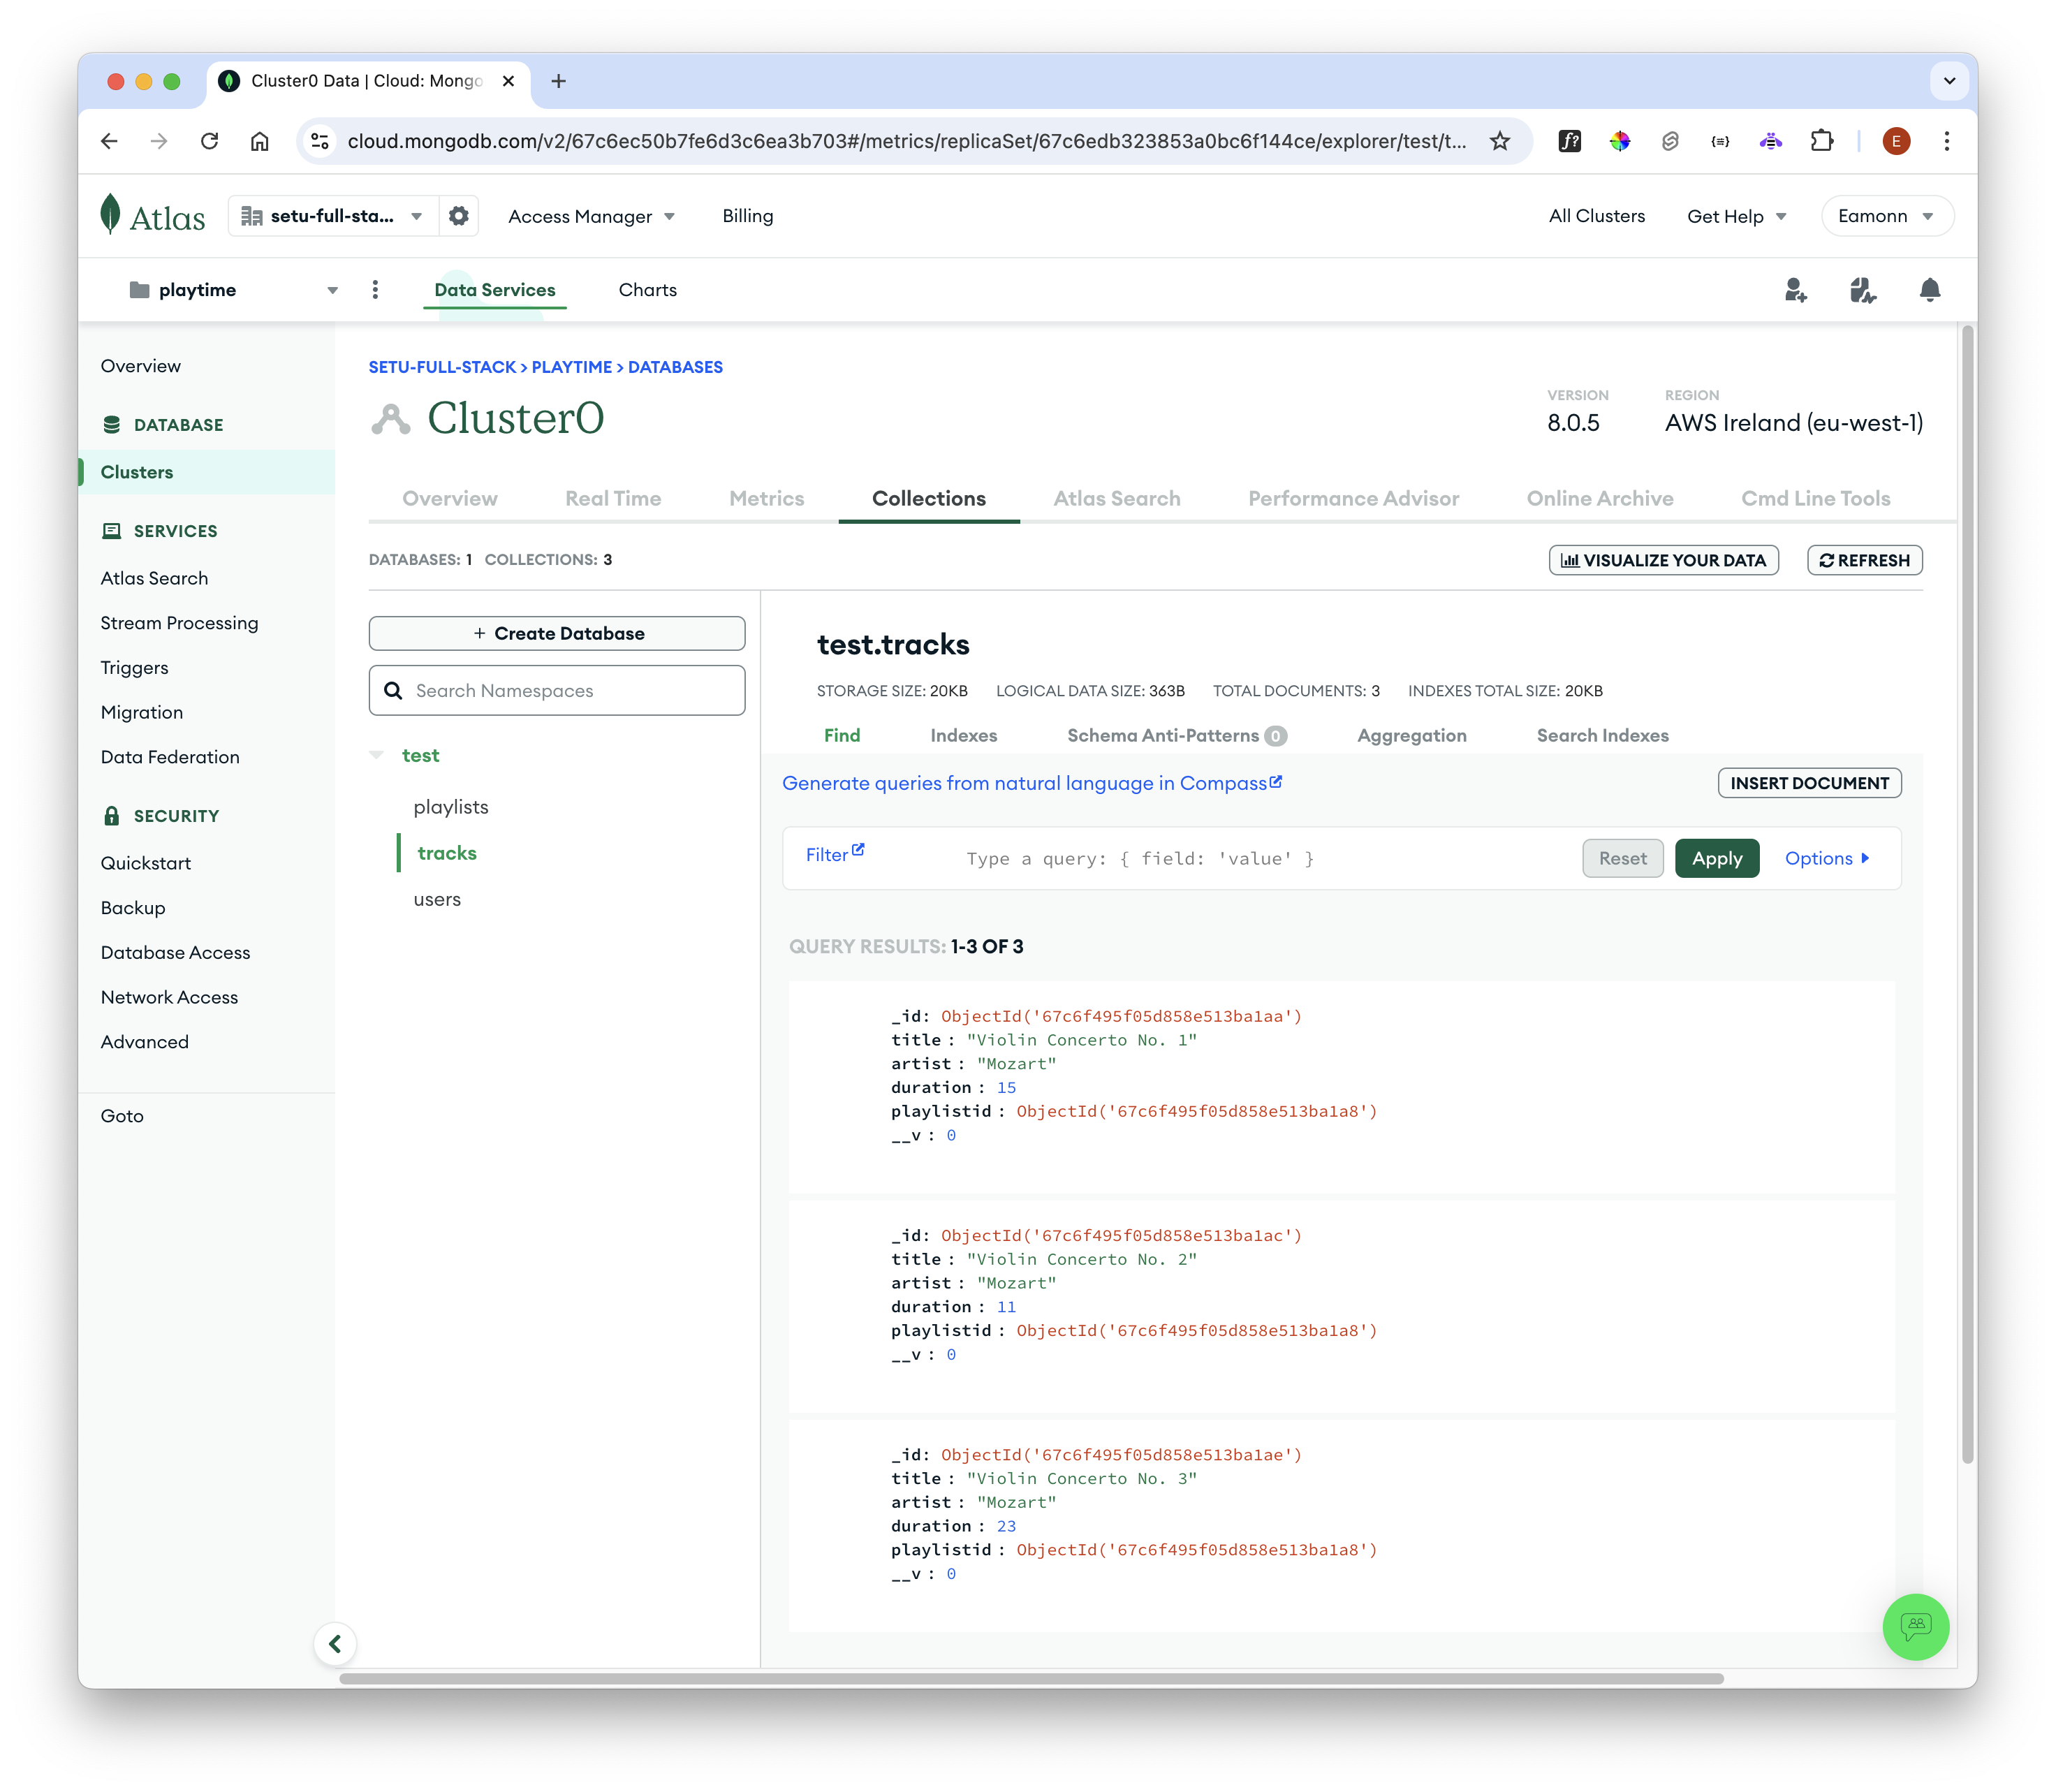 Cluster0 Data | Cloud: Mongo
cloud.mongodb.com/v2/67c6ec50b7fe6d3c6ea3b703#/metrics/replicaSet/67c6edb323853a0bc6f144ce/explorer/test/t...
f?
{≡}
E
Atlas
setu-full-sta...
Access Manager
Billing
All Clusters
Get Help
Eamonn
playtime
Data Services
Charts
Overview
DATABASE
Clusters
SERVICES
Atlas Search
Stream Processing
Triggers
Migration
Data Federation
SECURITY
Quickstart
Backup
Database Access
Network Access
Advanced
Goto
SETU-FULL-STACK > PLAYTIME > DATABASES
Cluster0
VERSION
8.0.5
REGION
AWS Ireland (eu-west-1)
Overview
Real Time
Metrics
Collections
Atlas Search
Performance Advisor
Online Archive
Cmd Line Tools
DATABASES: 1 COLLECTIONS: 3
VISUALIZE YOUR DATA
REFRESH
+ Create Database
Search Namespaces
test
playlists
tracks
users
test.tracks
STORAGE SIZE: 20KB LOGICAL DATA SIZE: 363B TOTAL DOCUMENTS: 3 INDEXES TOTAL SIZE: 20KB
Find
Indexes
Schema Anti-Patterns 0
Aggregation
Search Indexes
Generate queries from natural language in Compass
INSERT DOCUMENT
Filter
Type a query: { field: 'value' }
Reset
Apply
Options
QUERY RESULTS: 1-3 OF 3
_id: ObjectId('67c6f495f05d858e513ba1aa')
title : "Violin Concerto No. 1"
artist : "Mozart"
duration : 15
playlistid : ObjectId('67c6f495f05d858e513ba1a8')
__v : 0
_id: ObjectId('67c6f495f05d858e513ba1ac')
title : "Violin Concerto No. 2"
artist : "Mozart"
duration : 11
playlistid : ObjectId('67c6f495f05d858e513ba1a8')
__v : 0
_id: ObjectId('67c6f495f05d858e513ba1ae')
title : "Violin Concerto No. 3"
artist : "Mozart"
duration : 23
playlistid : ObjectId('67c6f495f05d858e513ba1a8')
__v : 0